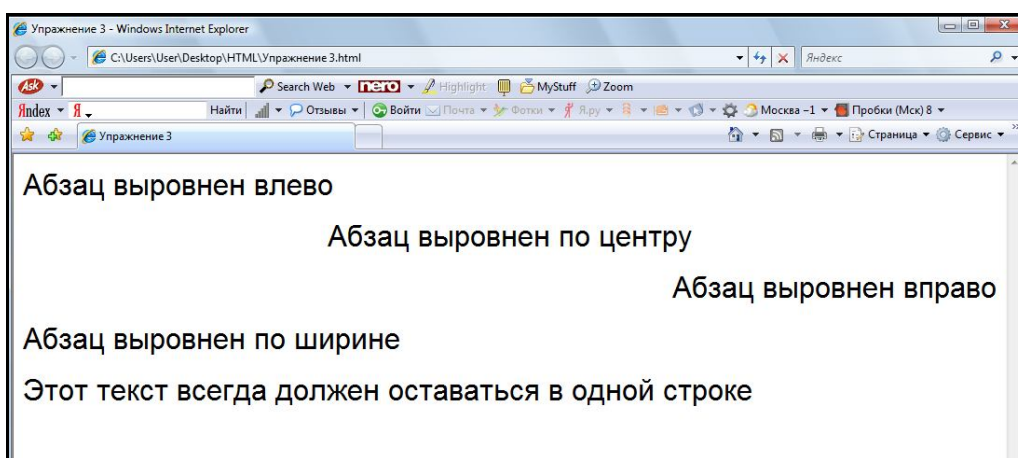 Упражнение 3 - Windows Internet Explorer
C:\Users\User\Desktop\HTML\Упражнение 3.html Яндекс
Ask Search Web nero Highlight MyStuff Zoom
Яndex Я Найти Отзывы Войти Почта Фотки Я.ру Москва -1 Пробки (Мск) 8
Упражнение 3 Страница Сервис
Абзац выровнен влево
Абзац выровнен по центру
Абзац выровнен вправо
Абзац выровнен по ширине
Этот текст всегда должен оставаться в одной строке